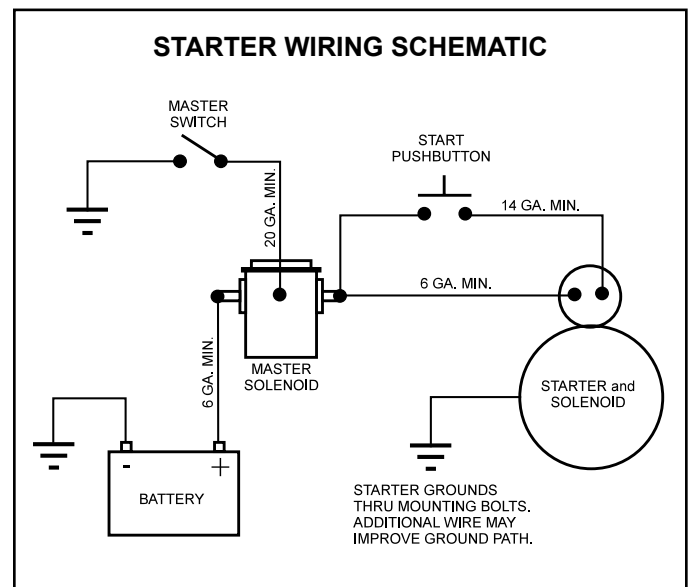 STARTER WIRING SCHEMATIC
MASTER
SWITCH
START
PUSHBUTTON
20 GA. MIN.
14 GA. MIN.
6 GA. MIN.
MASTER
SOLENOID
6 GA. MIN.
STARTER and
SOLENOID
- +
BATTERY
STARTER GROUNDS
THRU MOUNTING BOLTS.
ADDITIONAL WIRE MAY
IMPROVE GROUND PATH.